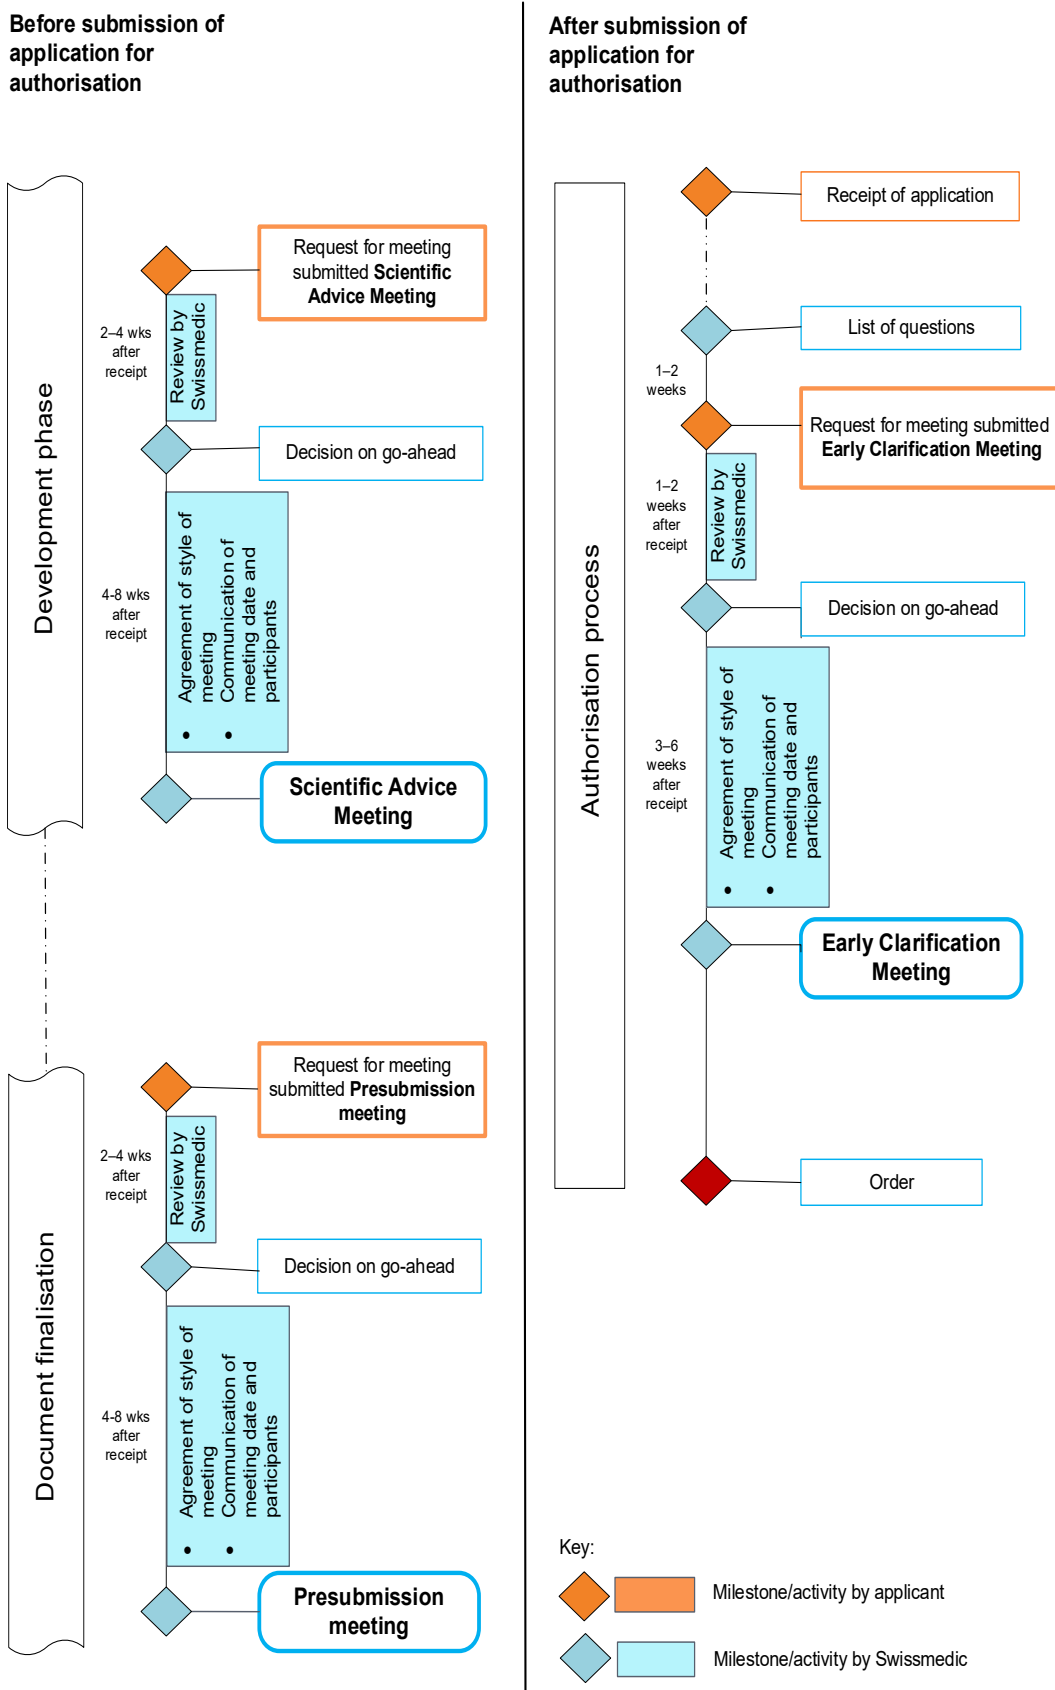 Before submission of
application for
authorisation
Development phase
Request for meeting
submitted Scientific
Advice Meeting
2–4 wks
after
receipt
Review by
Swissmedic
Decision on go-ahead
4-8 wks
after
receipt
• Agreement of style of
meeting
• Communication of
meeting date and
participants
Scientific Advice
Meeting
Document finalisation
Request for meeting
submitted Presubmission
meeting
2–4 wks
after
receipt
Review by
Swissmedic
Decision on go-ahead
4-8 wks
after
receipt
• Agreement of style of
meeting
• Communication of
meeting date and
participants
Presubmission
meeting
After submission of
application for
authorisation
Authorisation process
Receipt of application
List of questions
1–2
weeks
Request for meeting submitted
Early Clarification Meeting
1–2
weeks
after
receipt
Review by
Swissmedic
Decision on go-ahead
3–6
weeks
after
receipt
• Agreement of style of
meeting
• Communication of
meeting date and
participants
Early Clarification
Meeting
Order
Key:
Milestone/activity by applicant
Milestone/activity by Swissmedic